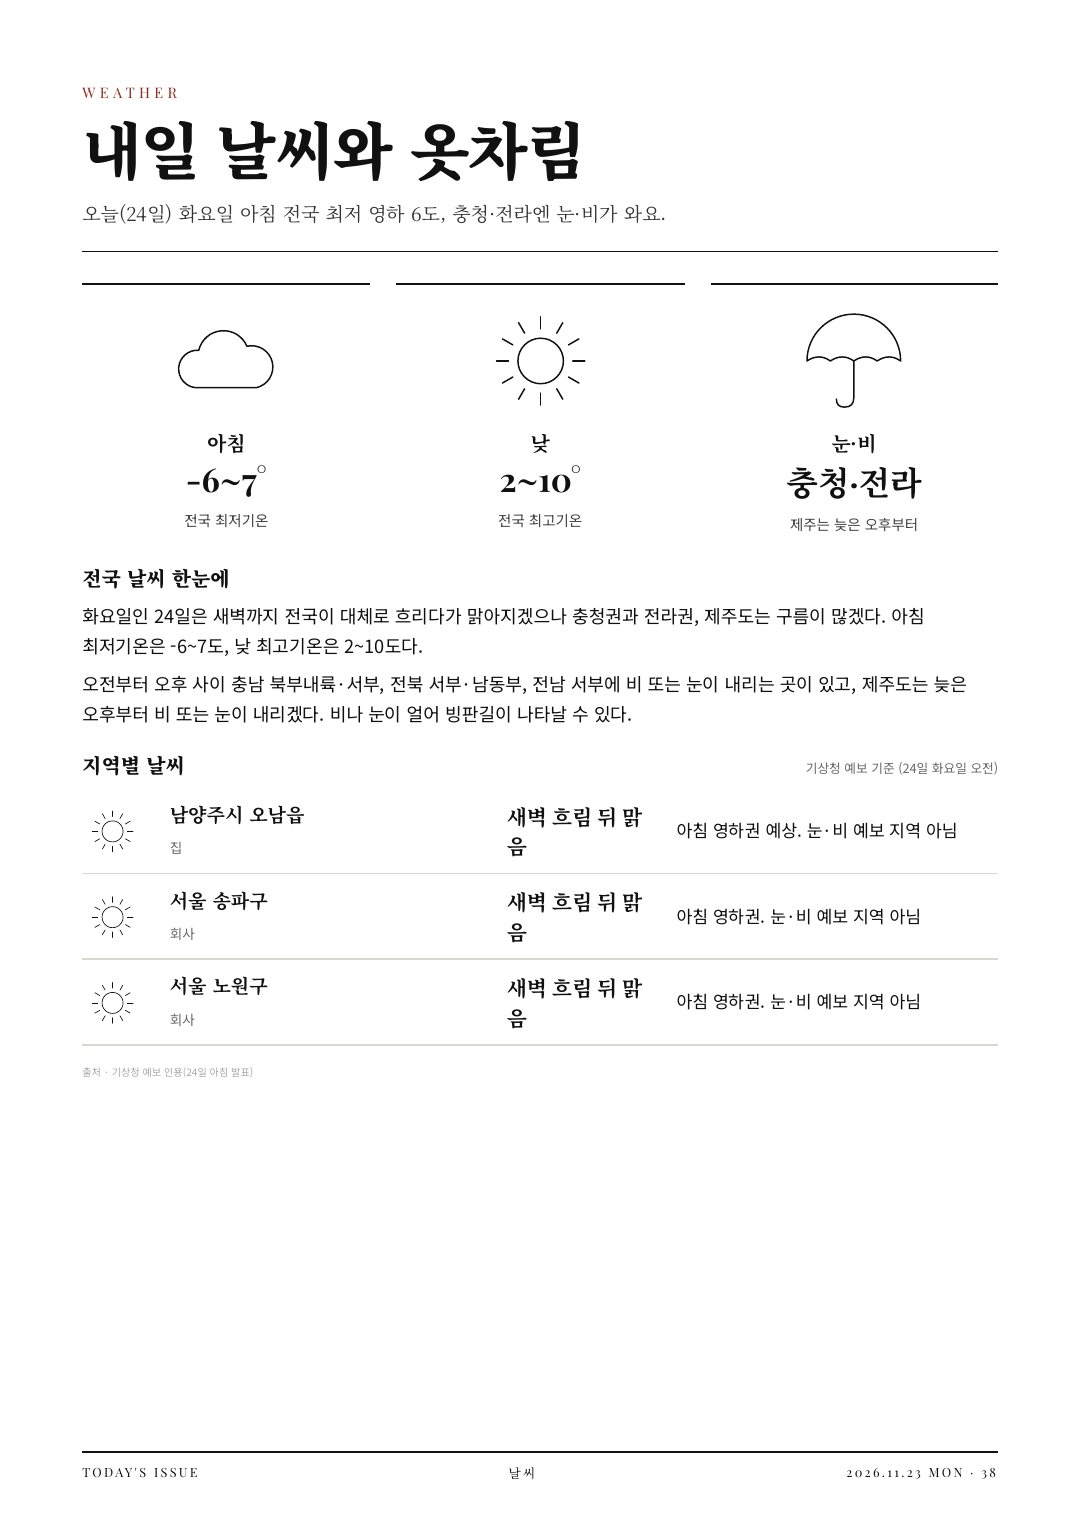 WEATHER
내일 날씨와 옷차림
오늘(24일) 화요일 아침 전국 최저 영하 6도, 충청·전라엔 눈·비가 와요.
아침
-6~7°
전국 최저기온
낮
2~10°
전국 최고기온
눈·비
충청·전라
제주는 늦은 오후부터
전국 날씨 한눈에
화요일인 24일은 새벽까지 전국이 대체로 흐리다가 맑아지겠으나 충청권과 전라권, 제주도는 구름이 많겠다. 아침
최저기온은 -6~7도, 낮 최고기온은 2~10도다.
오전부터 오후 사이 충남 북부내륙·서부, 전북 서부·남동부, 전남 서부에 비 또는 눈이 내리는 곳이 있고, 제주도는 늦은
오후부터 비 또는 눈이 내리겠다. 비나 눈이 얼어 빙판길이 나타날 수 있다.
지역별 날씨
기상청 예보 기준 (24일 화요일 오전)
남양주시 오남읍
집
새벽 흐림 뒤 맑
음
아침 영하권 예상. 눈·비 예보 지역 아님
서울 송파구
회사
새벽 흐림 뒤 맑
음
아침 영하권. 눈·비 예보 지역 아님
서울 노원구
회사
새벽 흐림 뒤 맑
음
아침 영하권. 눈·비 예보 지역 아님
출처 · 기상청 예보 인용(24일 아침 발표)
TODAY'S ISSUE
날씨
2026.11.23 MON · 38